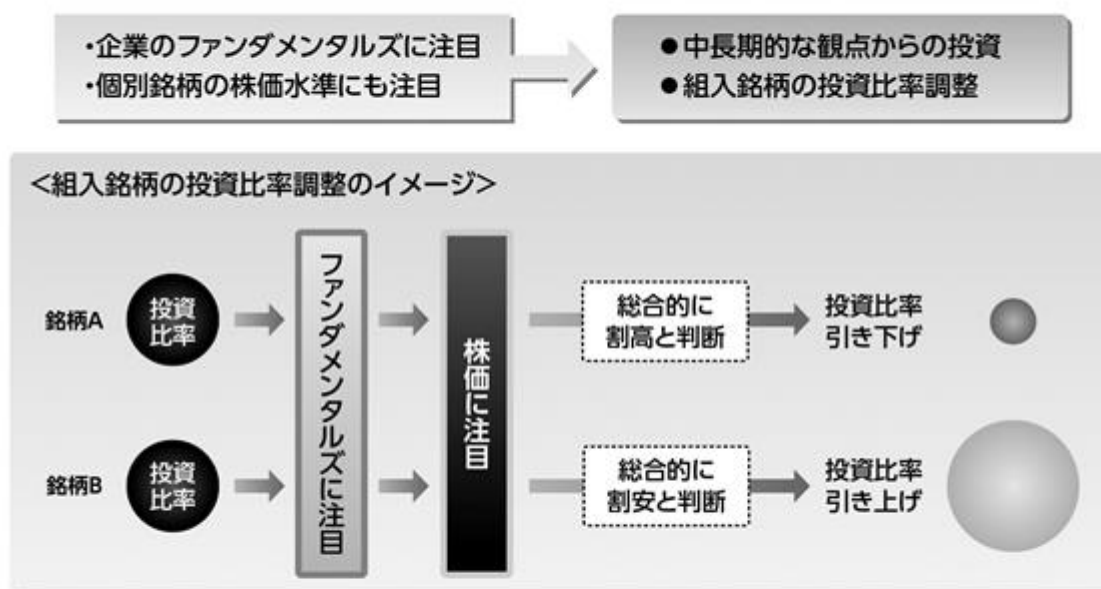 ・企業のファンダメンタルズに注目
・個別銘柄の株価水準にも注目
●中長期的な観点からの投資
●組入銘柄の投資比率調整
＜組入銘柄の投資比率調整のイメージ＞
銘柄A
投資
比率
ファンダメンタルズに注目
株価に注目
総合的に
割高と判断
投資比率
引き下げ
銘柄B
投資
比率
総合的に
割安と判断
投資比率
引き上げ